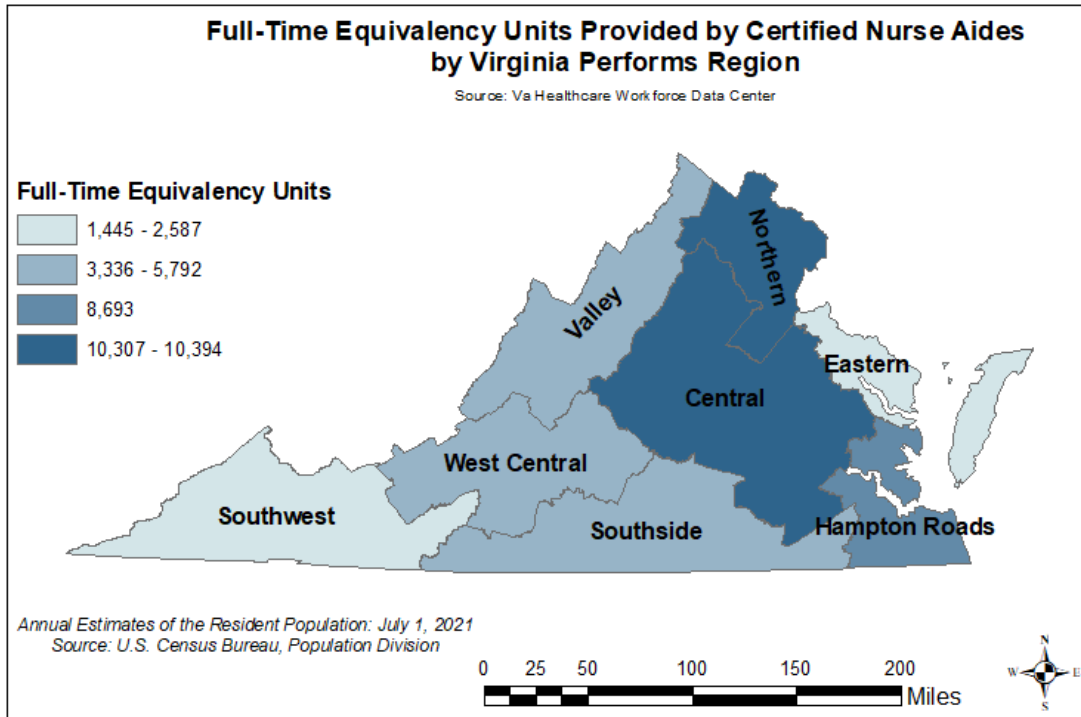 Full-Time Equivalency Units Provided by Certified Nurse Aides
by Virginia Performs Region
Source: Va Healthcare Workforce Data Center
Full-Time Equivalency Units
1,445 - 2,587
3,336 - 5,792
8,693
10,307 - 10,394
Northern
Valley
Eastern
Central
West Central
Southwest
Southside
Hampton Roads
Annual Estimates of the Resident Population: July 1, 2021
Source: U.S. Census Bureau, Population Division
0 25 50 100 150 200
Miles
N
W E
S